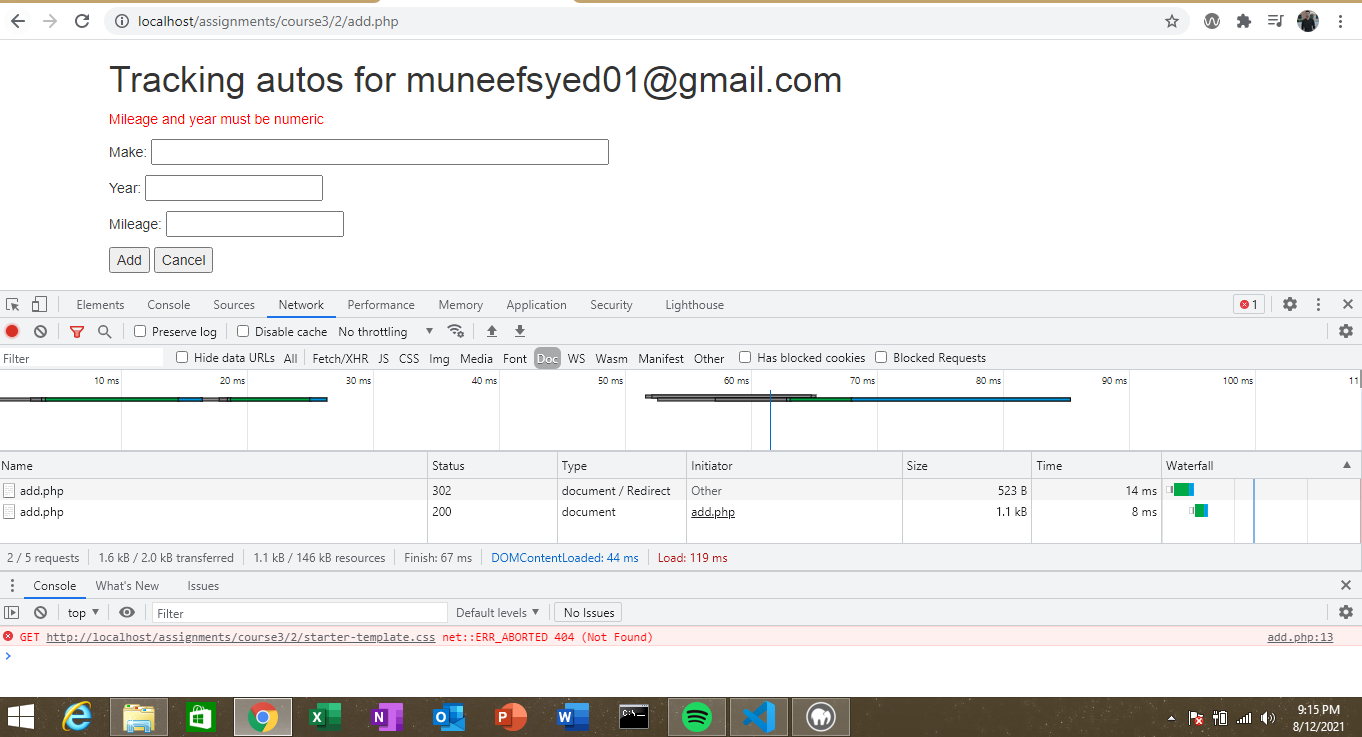 localhost/assignments/course3/2/add.php
Tracking autos for muneefsyed01@gmail.com
Mileage and year must be numeric
Make:
Year:
Mileage:
Add Cancel
Elements Console Sources Network Performance Memory Application Security Lighthouse 1
Preserve log Disable cache No throttling
Filter Hide data URLs All Fetch/XHR JS CSS Img Media Font Doc WS Wasm Manifest Other Has blocked cookies Blocked Requests
10 ms 20 ms 30 ms 40 ms 50 ms 60 ms 70 ms 80 ms 90 ms 100 ms 11
Name Status Type Initiator Size Time Waterfall
add.php 302 document / Redirect Other 523 B 14 ms
add.php 200 document add.php 1.1 kB 8 ms
2 / 5 requests 1.6 kB / 2.0 kB transferred 1.1 kB / 146 kB resources Finish: 67 ms DOMContentLoaded: 44 ms Load: 119 ms
Console What's New Issues
top Filter Default levels No Issues
GET http://localhost/assignments/course3/2/starter-template.css net::ERR_ABORTED 404 (Not Found) add.php:13
9:15 PM
8/12/2021